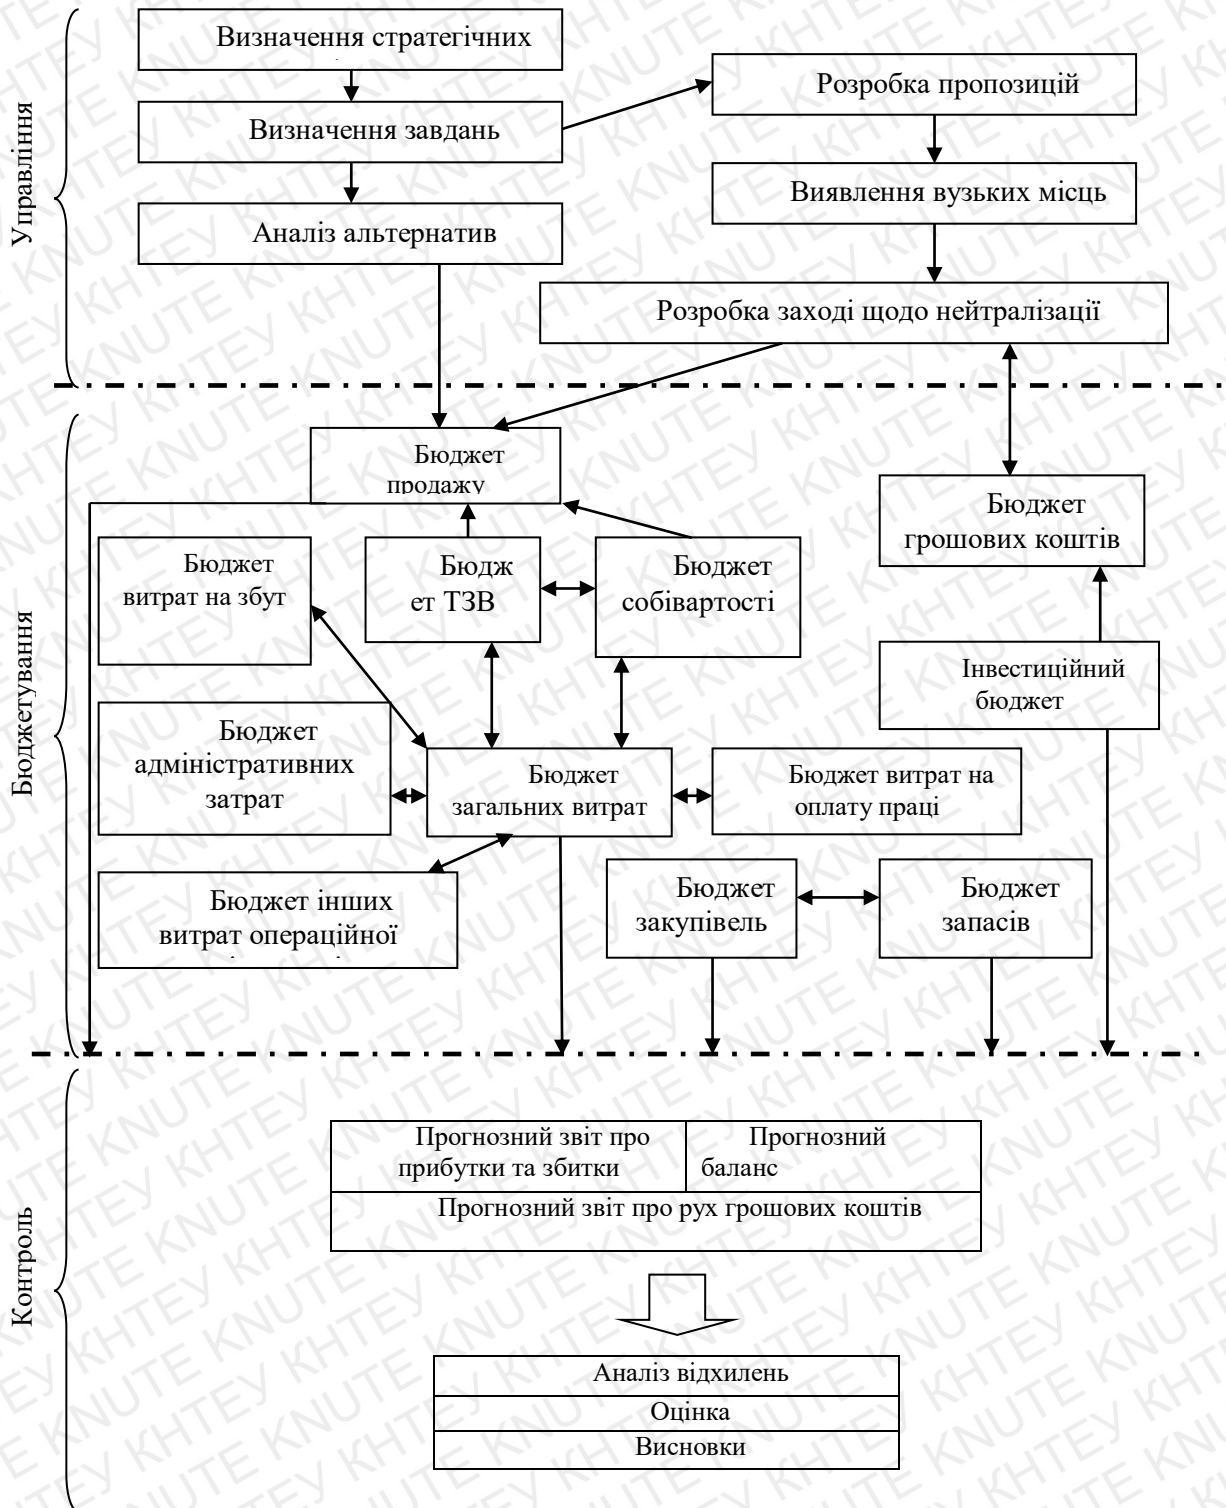 Управління
Визначення стратегічних
Визначення завдань
Аналіз альтернатив
Розробка пропозицій
Виявлення вузьких місць
Розробка заході щодо нейтралізації
Бюджетування
Бюджет
продажу
Бюджет
грошових коштів
Бюджет
витрат на збут
Бюдж
ет ТЗВ
Бюджет
собівартості
Інвестиційний
бюджет
Бюджет
адміністративних
затрат
Бюджет
загальних витрат
Бюджет витрат на
оплату праці
Бюджет інших
витрат операційної
Бюджет
закупівель
Бюджет
запасів
Контроль
Прогнозний звіт про
прибутки та збитки
Прогнозний
баланс
Прогнозний звіт про рух грошових коштів
Аналіз відхилень
Оцінка
Висновки